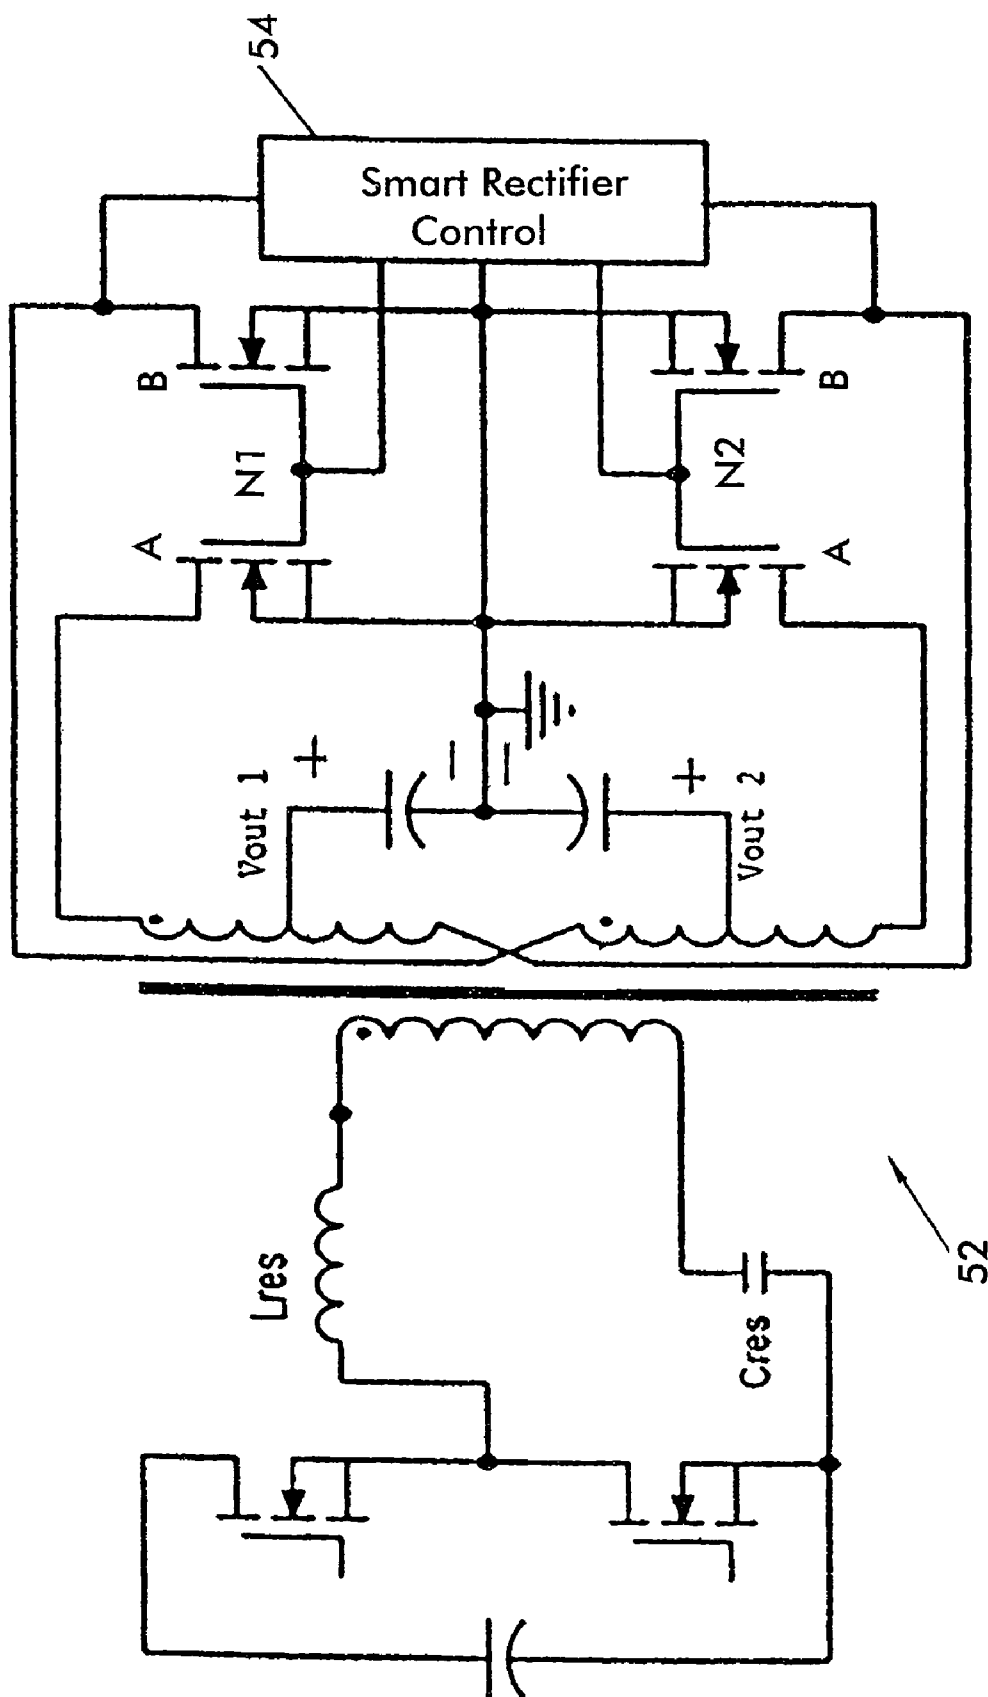 54
Smart Rectifier
Control
B
N1
A
B
N2
A
Vout 1
+
−
−
+
Vout 2
Lres
Cres
52